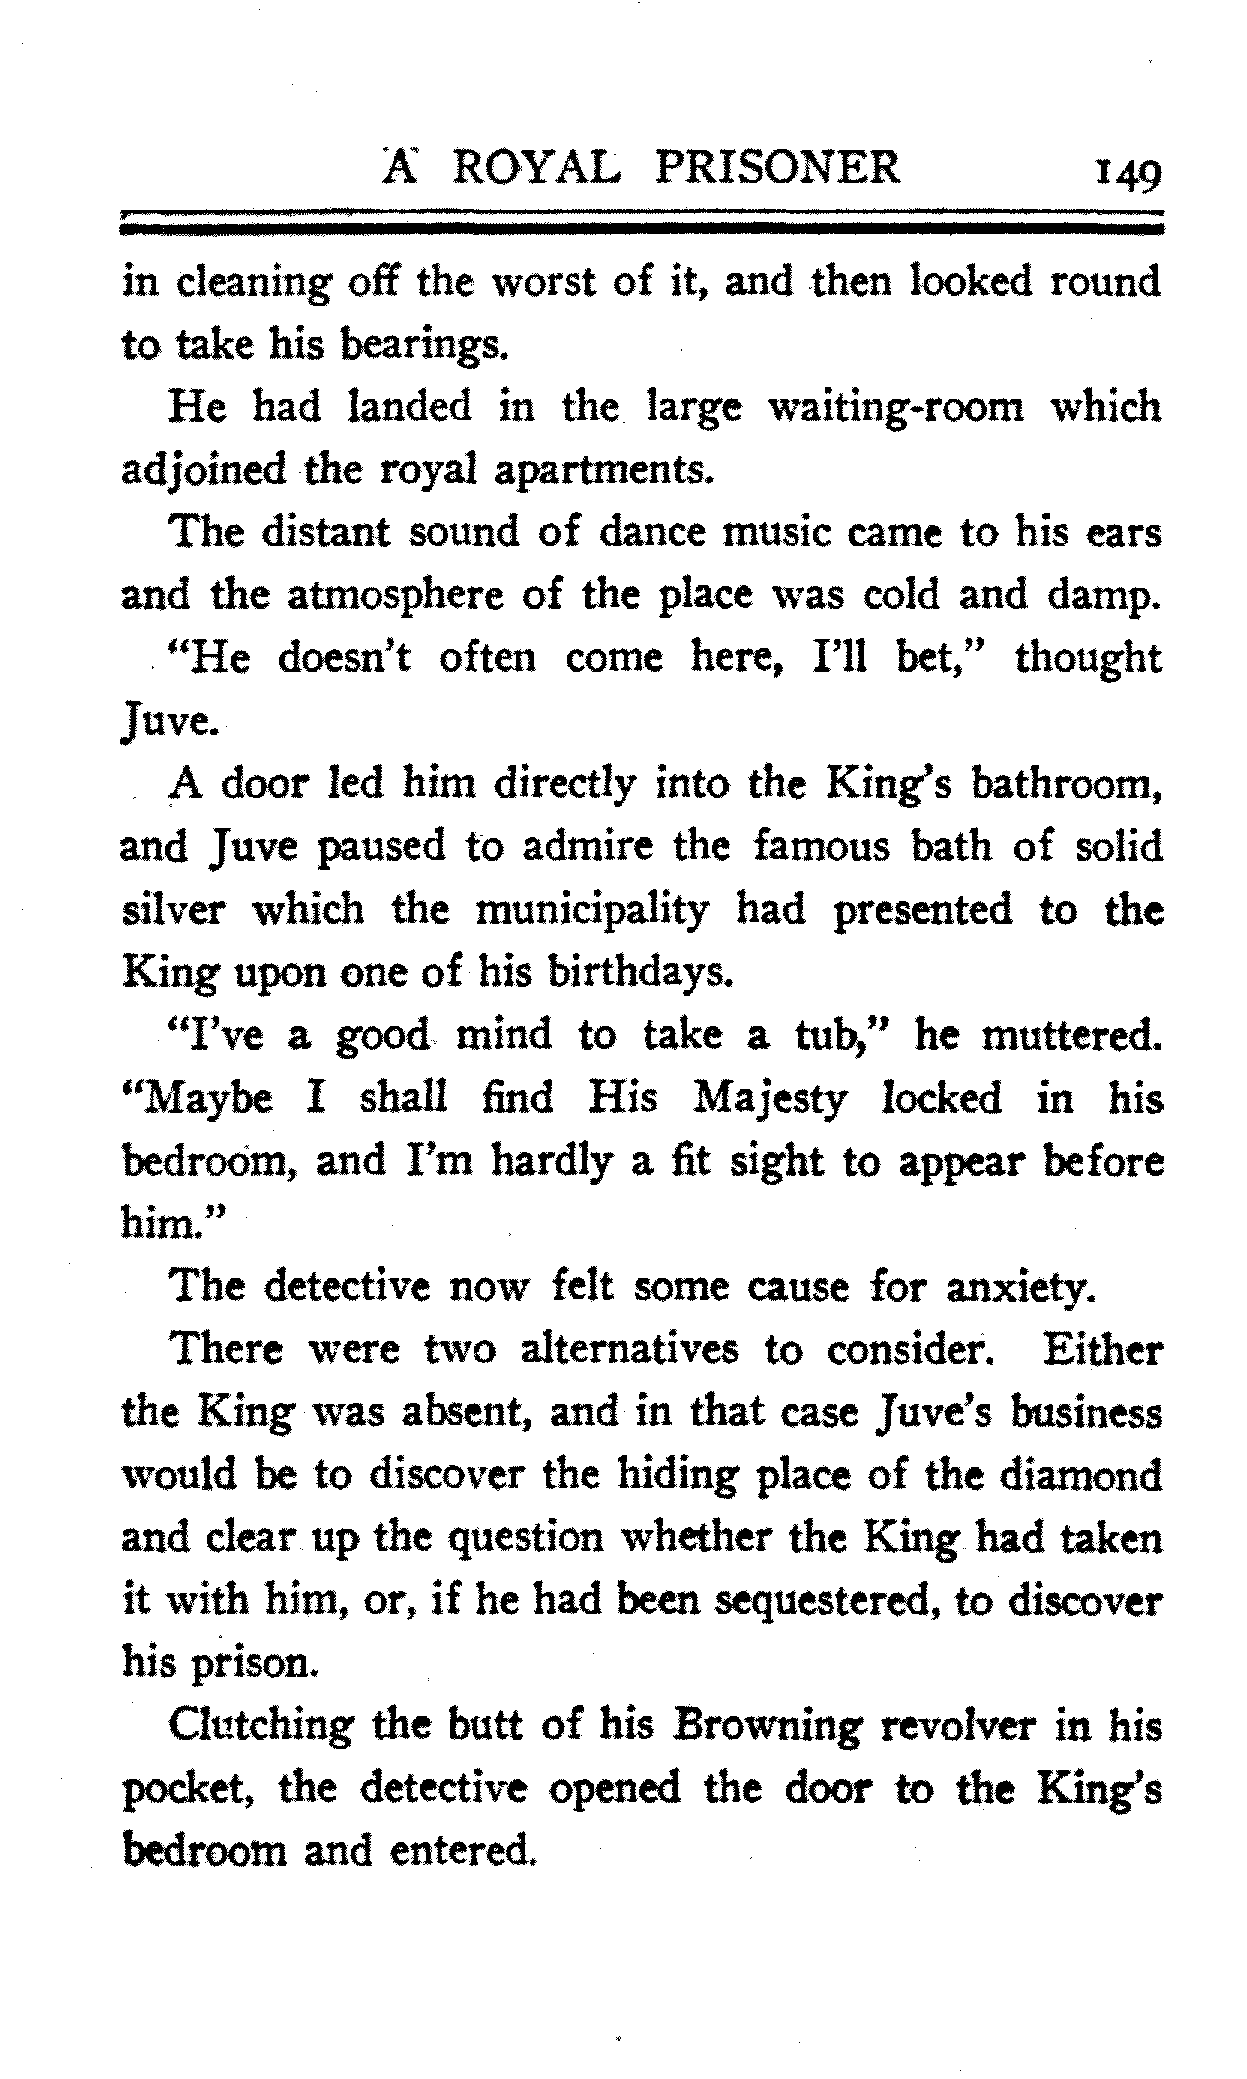 A ROYAL PRISONER 149
in cleaning off the worst of it, and then looked round
to take his bearings.
He had landed in the large waiting-room which
adjoined the royal apartments.
The distant sound of dance music came to his ears
and the atmosphere of the place was cold and damp.
“He doesn’t often come here, I’ll bet,” thought
Juve.
A door led him directly into the King’s bathroom,
and Juve paused to admire the famous bath of solid
silver which the municipality had presented to the
King upon one of his birthdays.
“I’ve a good mind to take a tub,” he muttered.
“Maybe I shall find His Majesty locked in his
bedroom, and I’m hardly a fit sight to appear before
him.”
The detective now felt some cause for anxiety.
There were two alternatives to consider. Either
the King was absent, and in that case Juve’s business
would be to discover the hiding place of the diamond
and clear up the question whether the King had taken
it with him, or, if he had been sequestered, to discover
his prison.
Clutching the butt of his Browning revolver in his
pocket, the detective opened the door to the King’s
bedroom and entered.